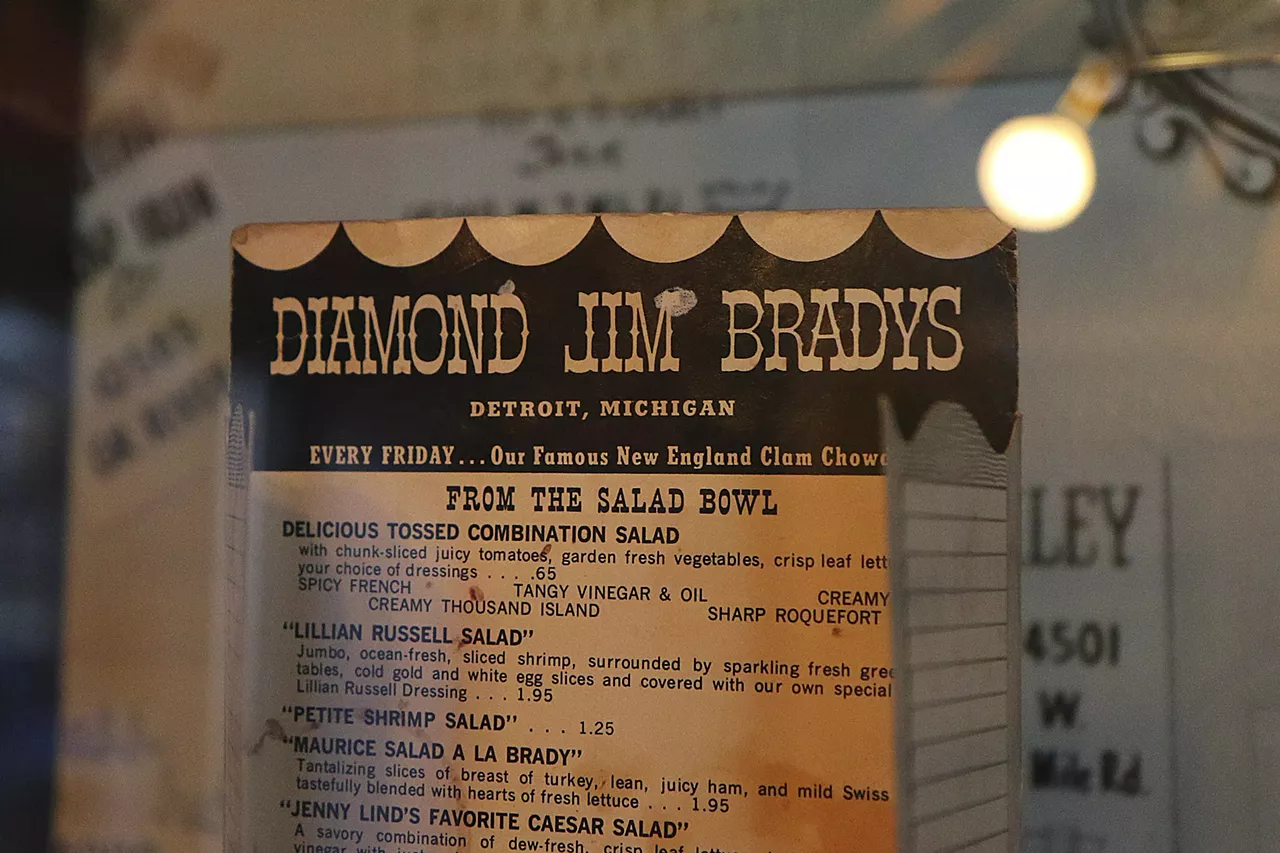 DIAMOND JIM BRADYS
DETROIT, MICHIGAN
EVERY FRIDAY...Our Famous New England Clam Chowd
FROM THE SALAD BOWL
DELICIOUS TOSSED COMBINATION SALAD
with chunk-sliced juicy tomatoes, garden fresh vegetables, crisp leaf lett
your choice of dressings . . . .65
SPICY FRENCH TANGY VINEGAR & OIL CREAMY
CREAMY THOUSAND ISLAND SHARP ROQUEFORT
"LILLIAN RUSSELL SALAD"
Jumbo, ocean-fresh, sliced shrimp, surrounded by sparkling fresh gree
tables, cold gold and white egg slices and covered with our own special
Lillian Russell Dressing . . . 1.95
"PETITE SHRIMP SALAD" . . . 1.25
"MAURICE SALAD A LA BRADY"
Tantalizing slices of breast of turkey, lean, juicy ham, and mild Swiss
tastefully blended with hearts of fresh lettuce . . . 1.95
"JENNY LIND'S FAVORITE CAESAR SALAD"
A savory combination of dew-fresh, crisp leaf
vinegar with
LEY
4501
W
Mile Rd